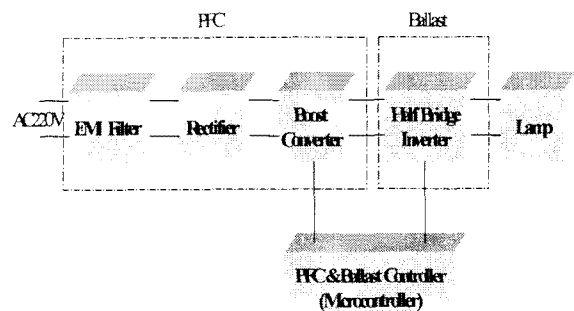 PFC
Ballast
AC220V
EMI Filter
Rectifier
Boost
Converter
Half Bridge
Inverter
Lamp
PFC & Ballast Controller
(Microcontroller)